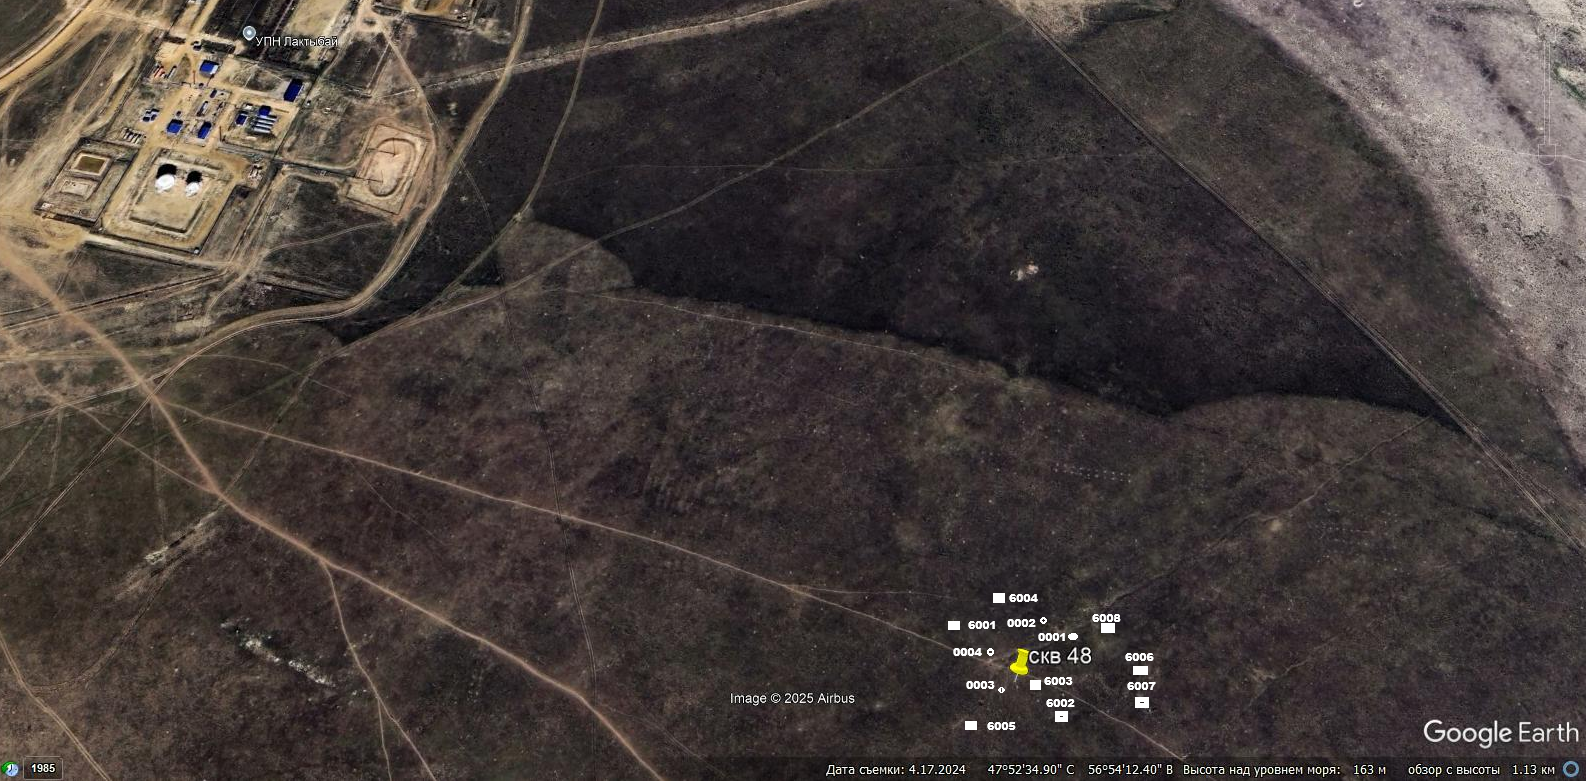 УПН Лактыбай
6004
6001
0002
6008
0001
0004
скв 48
6006
6003
0003
6007
6002
6005
Image © 2025 Airbus
Google Earth
1985
Дата съемки: 4.17.2024 47°52'34.90" С 56°54'12.40" В Высота над уровнем моря: 163 м обзор с высоты 1.13 км